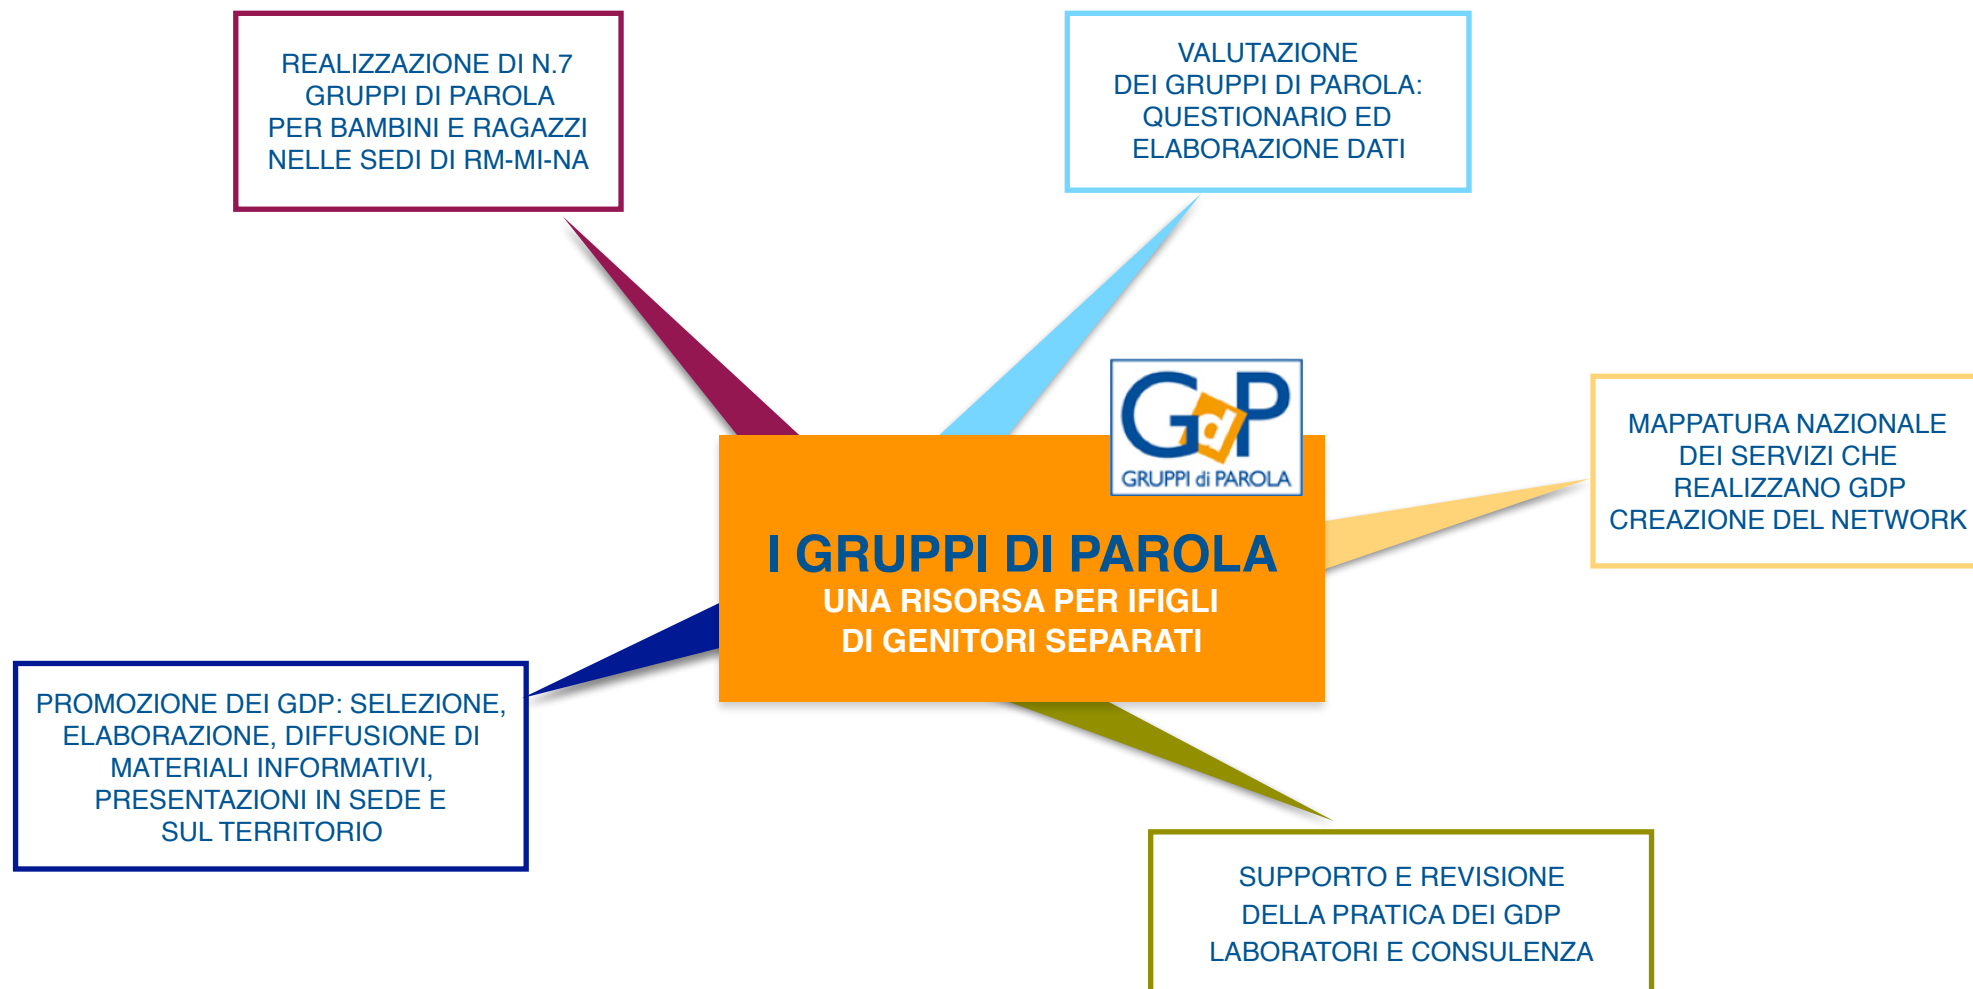 REALIZZAZIONE DI N.7
GRUPPI DI PAROLA
PER BAMBINI E RAGAZZI
NELLE SEDI DI RM-MI-NA
VALUTAZIONE
DEI GRUPPI DI PAROLA:
QUESTIONARIO ED
ELABORAZIONE DATI
GdP
GRUPPI di PAROLA
MAPPATURA NAZIONALE
DEI SERVIZI CHE
REALIZZANO GDP
CREAZIONE DEL NETWORK
I GRUPPI DI PAROLA
UNA RISORSA PER IFIGLI
DI GENITORI SEPARATI
PROMOZIONE DEI GDP: SELEZIONE,
ELABORAZIONE, DIFFUSIONE DI
MATERIALI INFORMATIVI,
PRESENTAZIONI IN SEDE E
SUL TERRITORIO
SUPPORTO E REVISIONE
DELLA PRATICA DEI GDP
LABORATORI E CONSULENZA